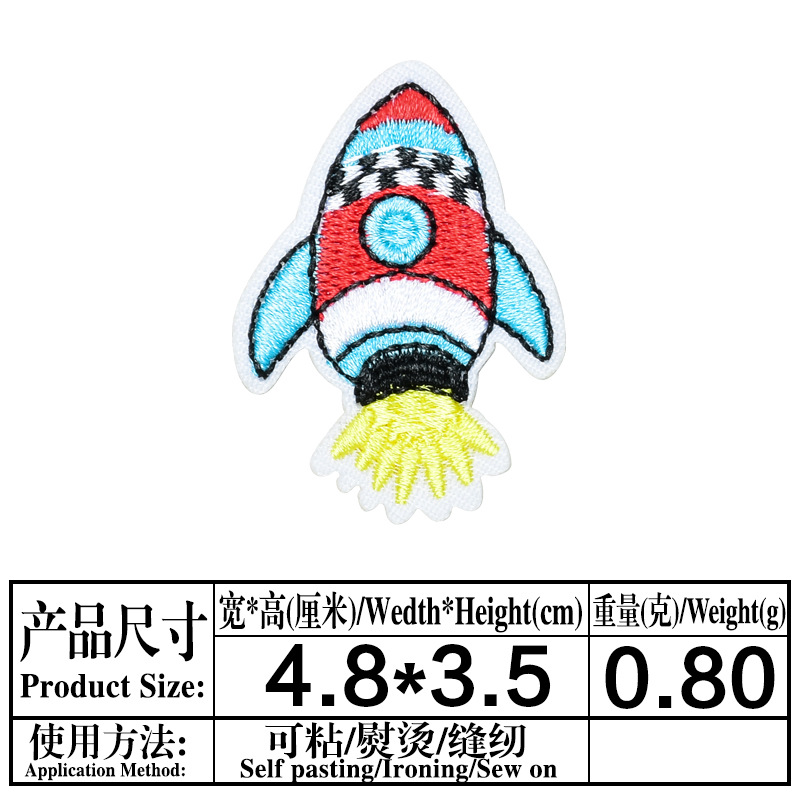 产品尺寸
Product Size:
宽*高(厘米)/Wedth*Height(cm)
4.8*3.5
重量(克)/Weight(g)
0.80
使用方法:
Application Method:
可粘/熨烫/缝纫
Self pasting/Ironing/Sew on